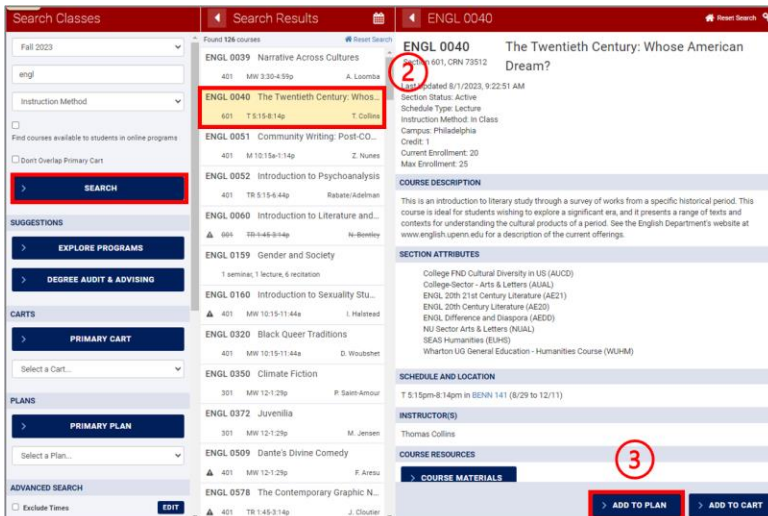 Search Classes
Fall 2023
engl
Instruction Method
Find courses available to students in online programs
Don't Overlap Primary Cart
SEARCH
SUGGESTIONS
EXPLORE PROGRAMS
DEGREE AUDIT & ADVISING
CARTS
PRIMARY CART
Select a Cart...
PLANS
PRIMARY PLAN
Select a Plan...
ADVANCED SEARCH
Exclude Times
EDIT
Search Results
Found 126 courses
Reset Search
ENGL 0039 Narrative Across Cultures
401 MW 3:30-4:59p A. Loomba
ENGL 0040 The Twentieth Century: Whos...
601 T 5:15-8:14p T. Collins
ENGL 0051 Community Writing: Post-CO...
401 M 10:15a-1:14p Z. Nunes
ENGL 0052 Introduction to Psychoanalysis
401 TR 5:15-6:44p Rabate/Adelman
ENGL 0060 Introduction to Literature and...
601 TR 1:45-3:14p N. Bentley
ENGL 0159 Gender and Society
1 seminar, 1 lecture, 6 recitation
ENGL 0160 Introduction to Sexuality Stu...
401 MW 10:15-11:44a I. Halstead
ENGL 0320 Black Queer Traditions
401 MW 10:15-11:44a D. Woubshet
ENGL 0350 Climate Fiction
301 MW 12-1:29p P. Saint-Amour
ENGL 0372 Juvenilia
301 MW 12-1:29p M. Jensen
ENGL 0509 Dante's Divine Comedy
401 MW 12-1:29p F. Aresu
ENGL 0578 The Contemporary Graphic N...
401 TR 1:45-3:14p J. Cloutier
ENGL 0040
Reset Search
ENGL 0040 The Twentieth Century: Whose American
Dream?
Section 601, CRN 73512
2
Last Updated 8/1/2023, 9:22:51 AM
Section Status: Active
Schedule Type: Lecture
Instruction Method: In Class
Campus: Philadelphia
Credit: 1
Current Enrollment: 20
Max Enrollment: 25
COURSE DESCRIPTION
This is an introduction to literary study through a survey of works from a specific historical period. This
course is ideal for students wishing to explore a significant era, and it presents a range of texts and
contexts for understanding the cultural products of a period. See the English Department's website at
www.english.upenn.edu for a description of the current offerings.
SECTION ATTRIBUTES
College FND Cultural Diversity in US (AUCD)
College-Sector - Arts & Letters (AUAL)
ENGL 20th 21st Century Literature (AE21)
ENGL 20th Century Literature (AE20)
ENGL Difference and Diaspora (AEDD)
NU Sector Arts & Letters (NUAL)
SEAS Humanities (EUHS)
Wharton UG General Education - Humanities Course (WUHM)
SCHEDULE AND LOCATION
T 5:15pm-8:14pm in BENN 141 (8/29 to 12/11)
INSTRUCTOR(S)
Thomas Collins
COURSE RESOURCES
3
COURSE MATERIALS
ADD TO PLAN
ADD TO CART